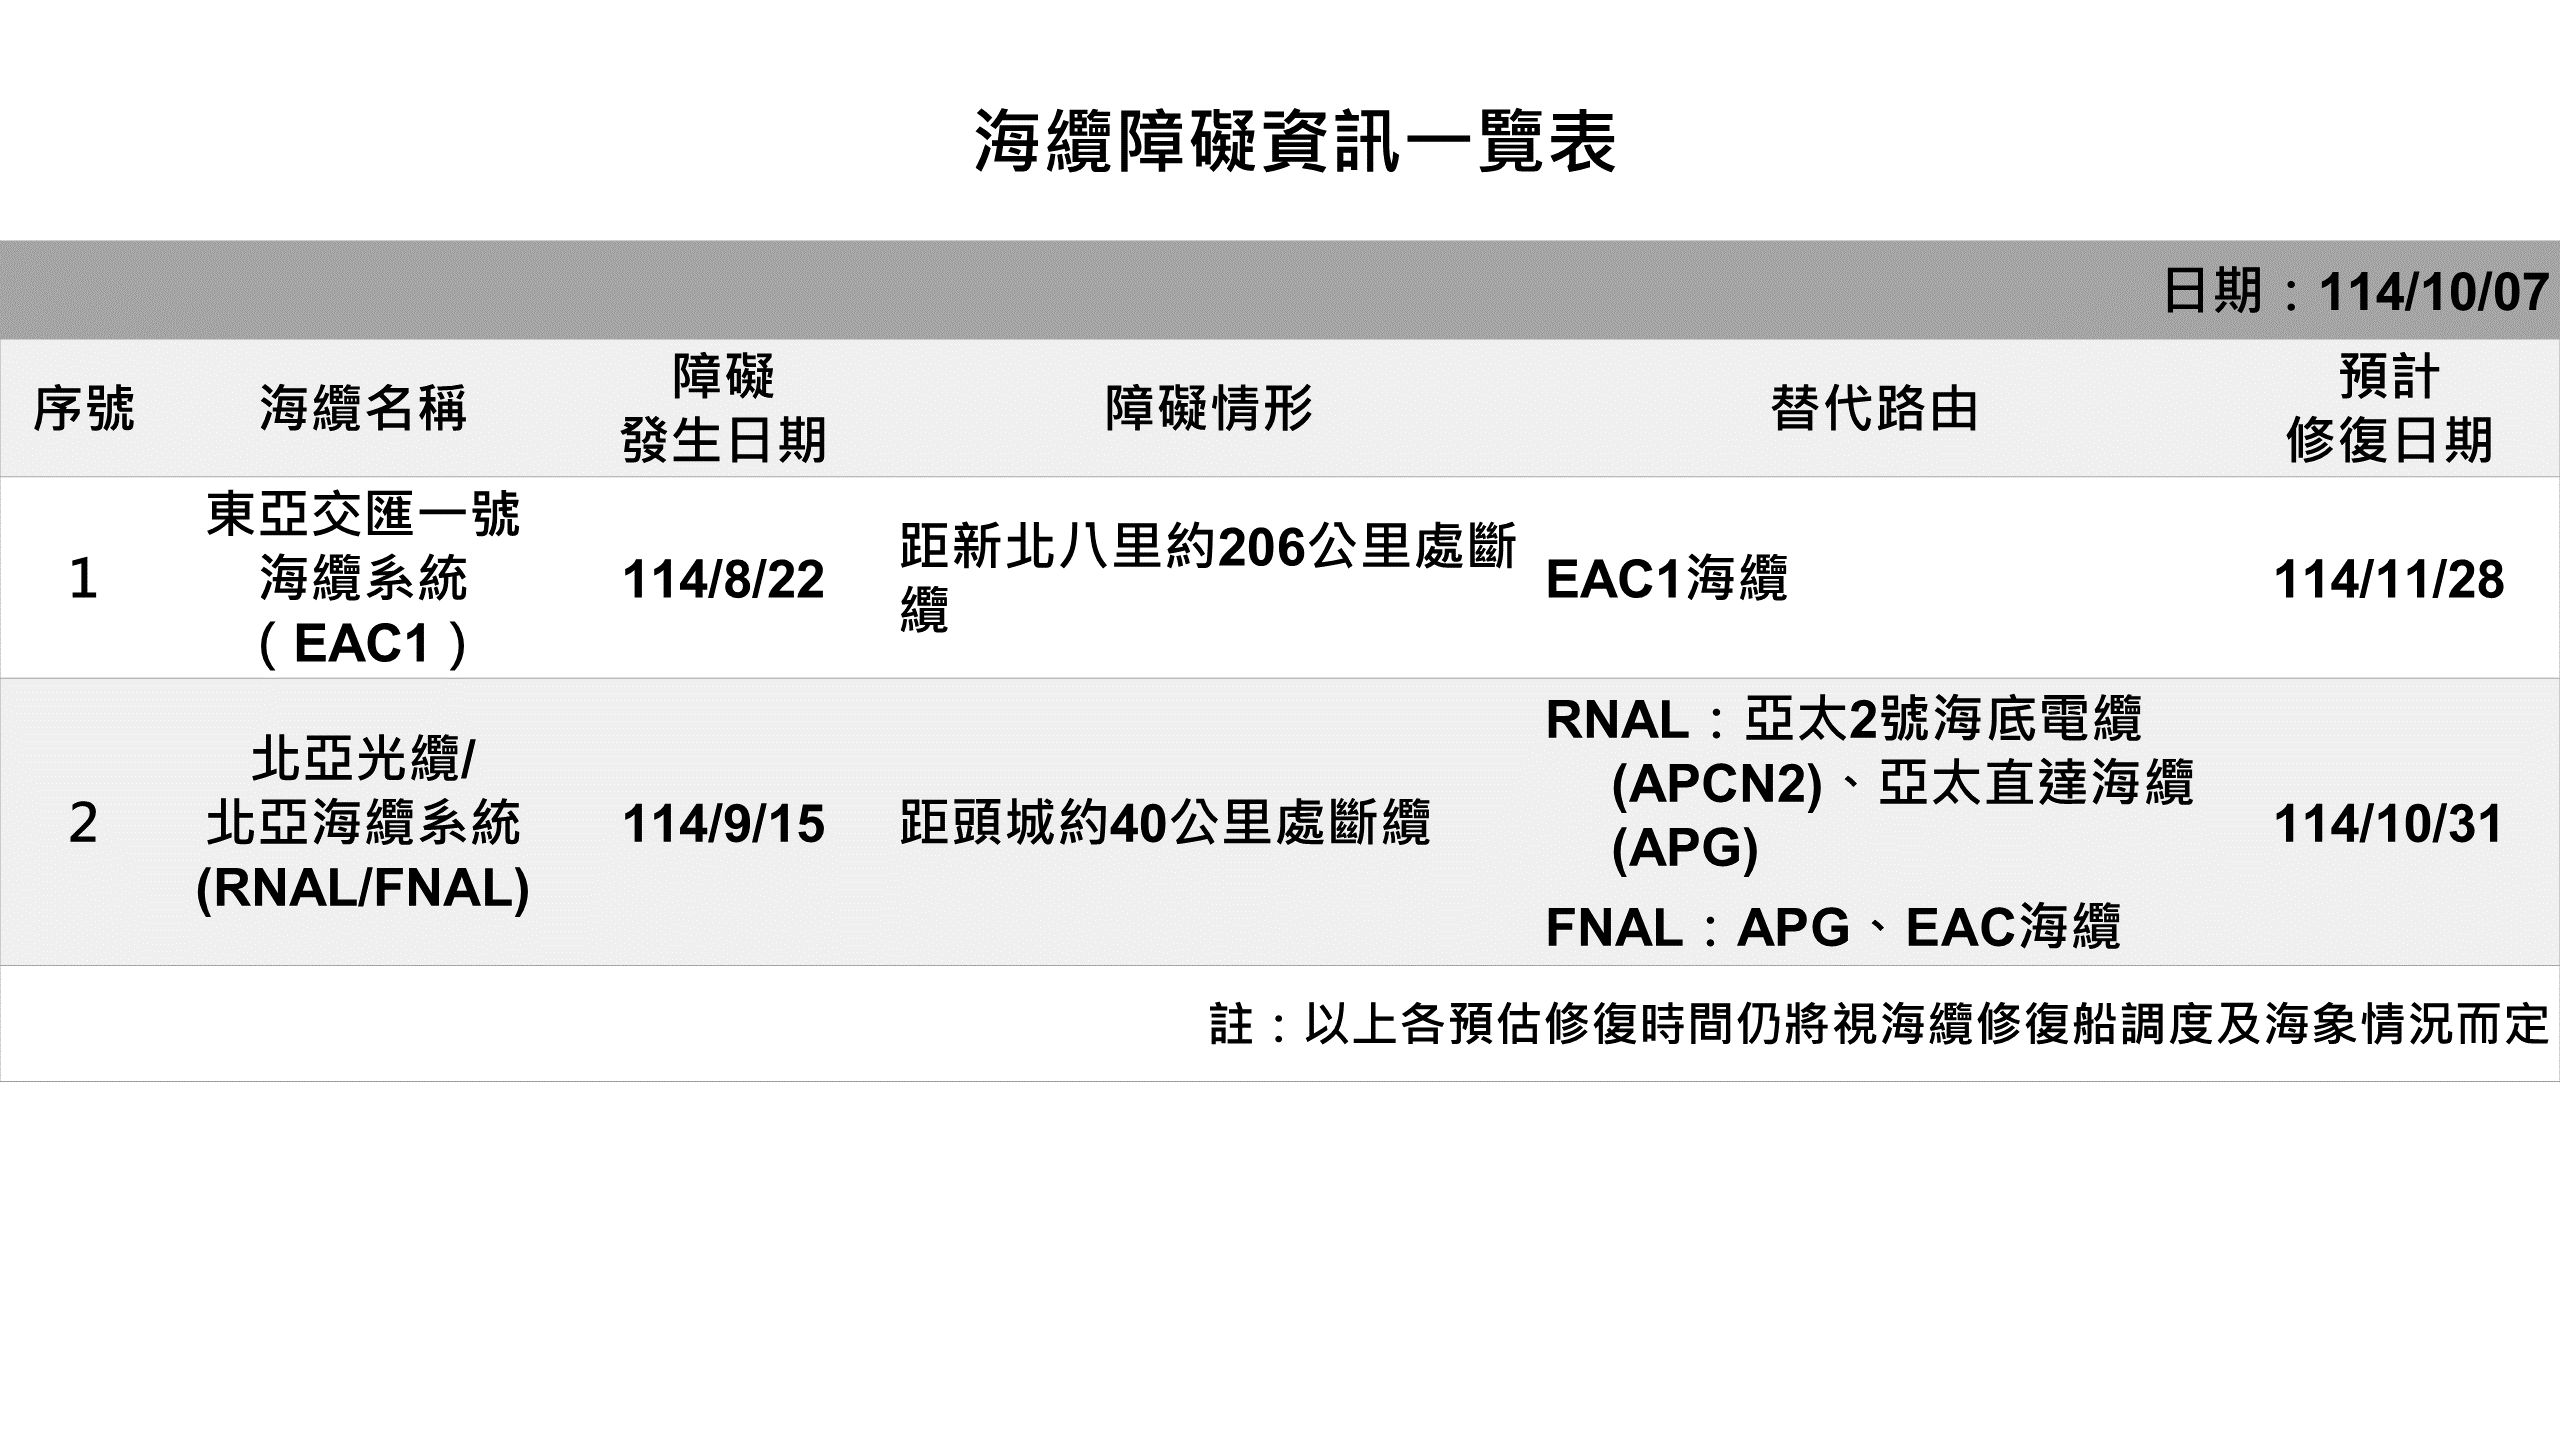 海纜障礙資訊一覽表
日期：114/10/07
序號
海纜名稱
障礙
發生日期
障礙情形
替代路由
預計
修復日期
1
東亞交匯一號
海纜系統
（EAC1）
114/8/22
距新北八里約206公里處斷
纜
EAC1海纜
114/11/28
2
北亞光纜/
北亞海纜系統
(RNAL/FNAL)
114/9/15
距頭城約40公里處斷纜
RNAL：亞太2號海底電纜
(APCN2)、亞太直達海纜
(APG)
FNAL：APG、EAC海纜
114/10/31
註：以上各預估修復時間仍將視海纜修復船調度及海象情況而定